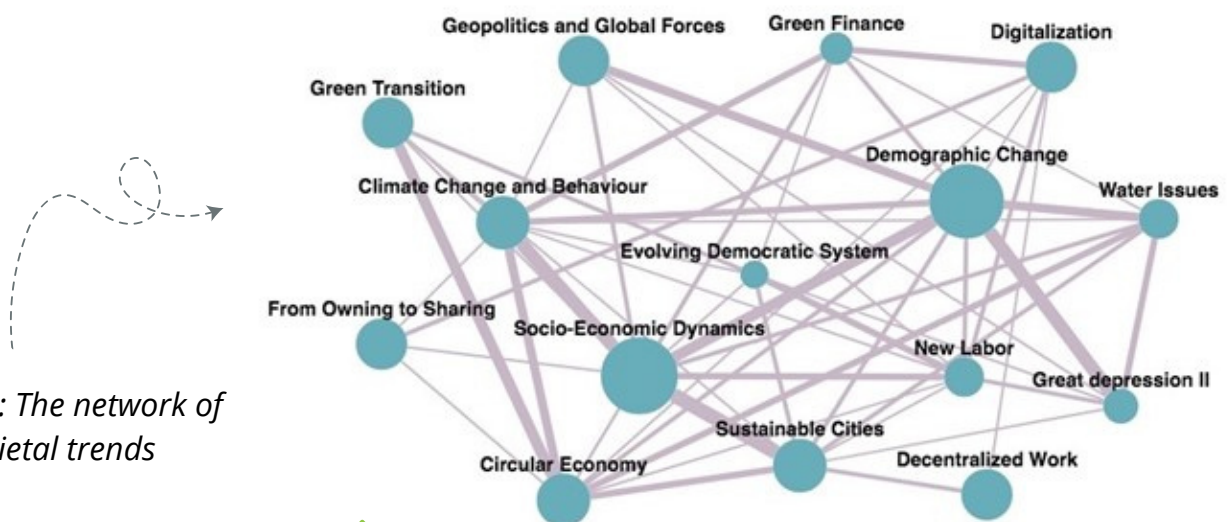 Geopolitics and Global Forces
Green Finance
Digitalization
Green Transition
Demographic Change
Climate Change and Behaviour
Water Issues
Evolving Democratic System
From Owning to Sharing
Socio-Economic Dynamics
New Labor
Great depression II
: The network of
ietal trends
Sustainable Cities
Circular Economy
Decentralized Work